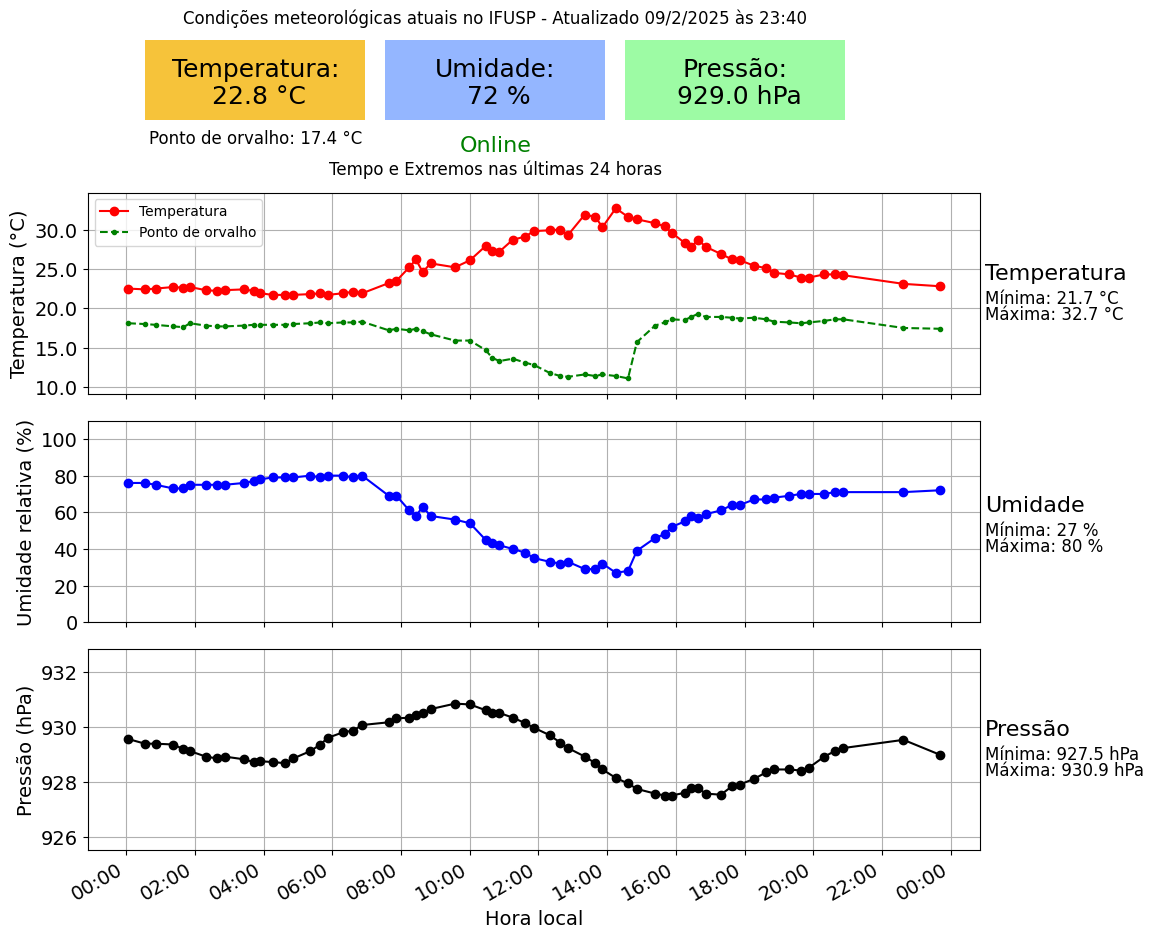 Condições meteorológicas atuais no IFUSP - Atualizado 09/2/2025 às 23:40
Temperatura:
22.8 °C
Umidade:
72 %
Pressão:
929.0 hPa
Ponto de orvalho: 17.4 °C
Online
Tempo e Extremos nas últimas 24 horas
Temperatura (°C)
30.0
25.0
20.0
15.0
10.0
Temperatura
Ponto de orvalho
Temperatura
Mínima: 21.7 °C
Máxima: 32.7 °C
Umidade relativa (%)
100
80
60
40
20
0
Umidade
Mínima: 27 %
Máxima: 80 %
Pressão (hPa)
932
930
928
926
Pressão
Mínima: 927.5 hPa
Máxima: 930.9 hPa
00:00
02:00
04:00
06:00
08:00
10:00
12:00
14:00
16:00
18:00
20:00
22:00
00:00
Hora local